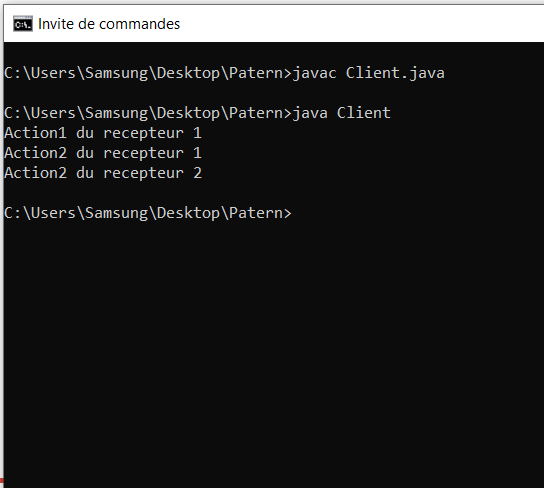 Invite de commandes
C:\Users\Samsung\Desktop\Patern>javac Client.java
C:\Users\Samsung\Desktop\Patern>java Client
Action1 du recepteur 1
Action2 du recepteur 1
Action2 du recepteur 2
C:\Users\Samsung\Desktop\Patern>